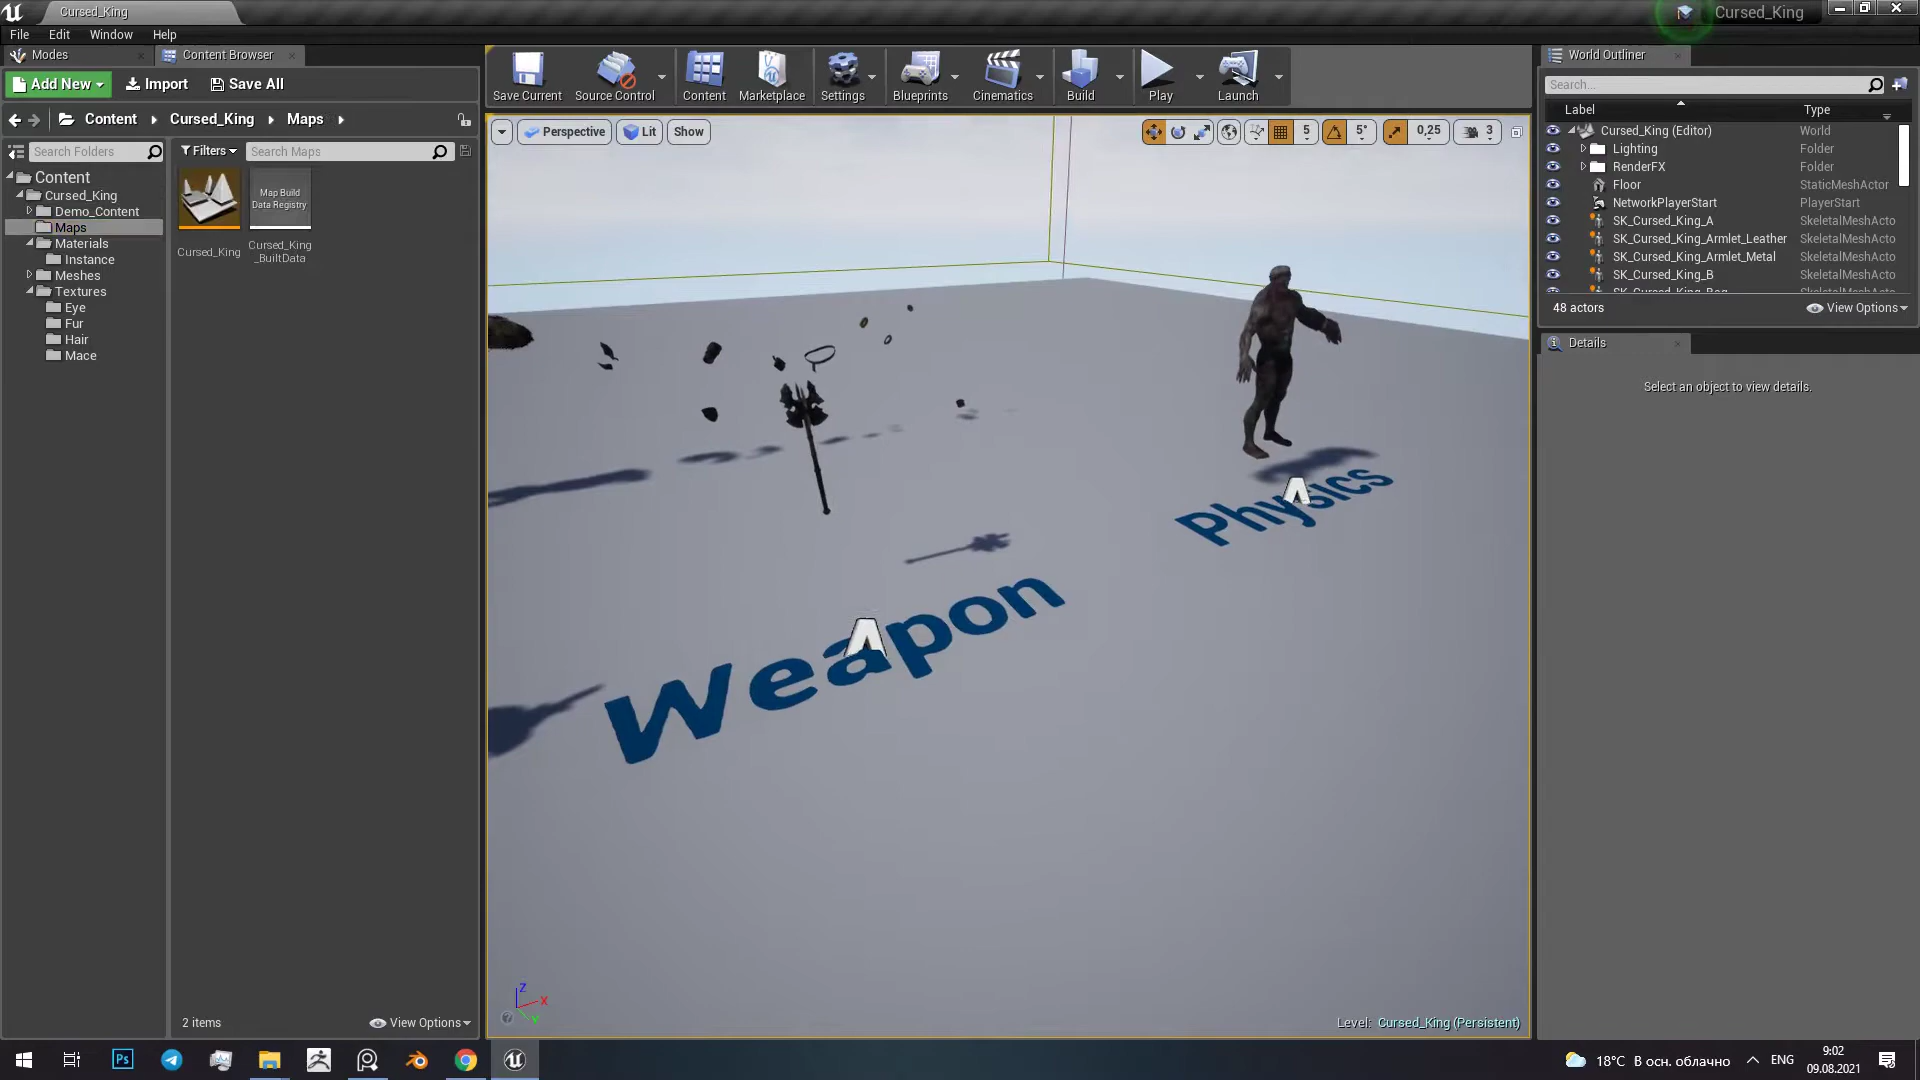 Cursed_King
Cursed_King
File Edit Window Help
Modes
Content Browser
Add New
Import
Save All
Content
Cursed_King
Maps
Search Folders
Filters
Search Maps
Content
Cursed_King
Demo_Content
Maps
Materials
Instance
Meshes
Textures
Eye
Fur
Hair
Mace
Map Build
Data Registry
Cursed_King
Cursed_King
_BuiltData
2 items
View Options
Save Current
Source Control
Content
Marketplace
Settings
Blueprints
Cinematics
Build
Play
Launch
Perspective
Lit
Show
5
5°
0,25
3
Physics
Weapon
Z
X
Y
Level: Cursed_King (Persistent)
World Outliner
Search...
Label Type
Cursed_King (Editor) World
Lighting Folder
RenderFX Folder
Floor StaticMeshActor
NetworkPlayerStart PlayerStart
SK_Cursed_King_A SkeletalMeshActo
SK_Cursed_King_Armlet_Leather SkeletalMeshActo
SK_Cursed_King_Armlet_Metal SkeletalMeshActo
SK_Cursed_King_B SkeletalMeshActo
48 actors
View Options
Details
Select an object to view details.
Ps
18°C В осн. облачно
ENG
9:02
09.08.2021